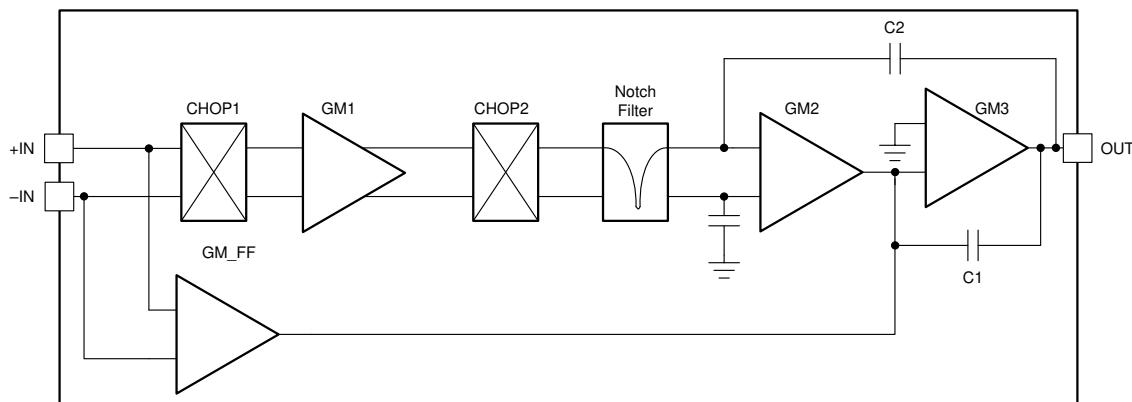 C2
Notch
Filter
CHOP1
GM1
CHOP2
GM2
GM3
+IN
–IN
OUT
GM_FF
C1